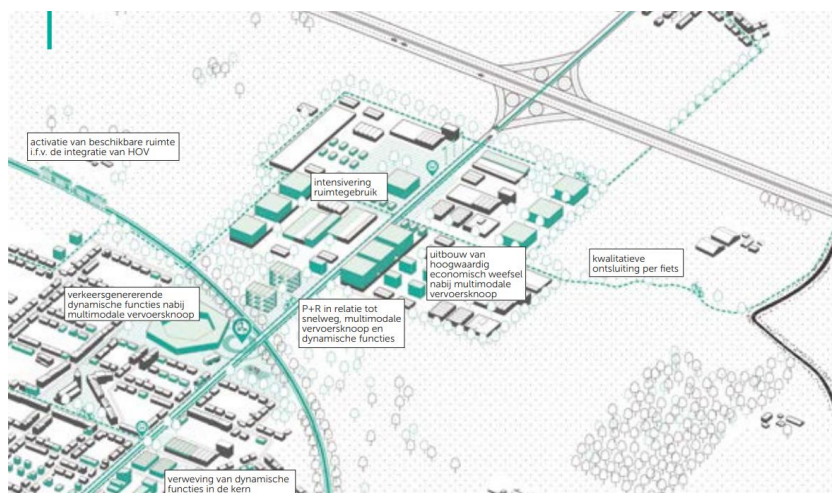 activatie van beschikbare ruimte
i.f.v. de integratie van HOV
intensivering
ruimtegebruik
uitbouw van
hoogwaardig
economisch weefsel
nabij multimodale
vervoersknoop
kwalitatieve
ontsluiting per fiets
verkeersgenererende
dynamische functies nabij
multimodale vervoersknoop
P+R in relatie tot
snelweg, multimodale
vervoersknoop en
dynamische functies
verweving van dynamische
functies in de kern